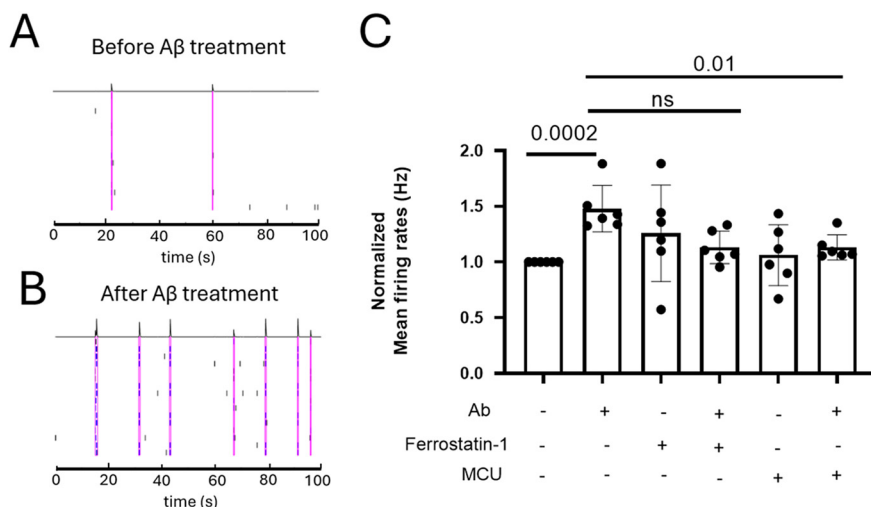 A
Before Aβ treatment
0 20 40 60 80 100
time (s)
B
After Aβ treatment
0 20 40 60 80 100
time (s)
C
0.01
ns
0.0002
Normalized
Mean firing rates (Hz)
2.0
1.5
1.0
0.5
0.0
Ab - + - + - +
Ferrostatin-1 - - + + - -
MCU - - - - + +